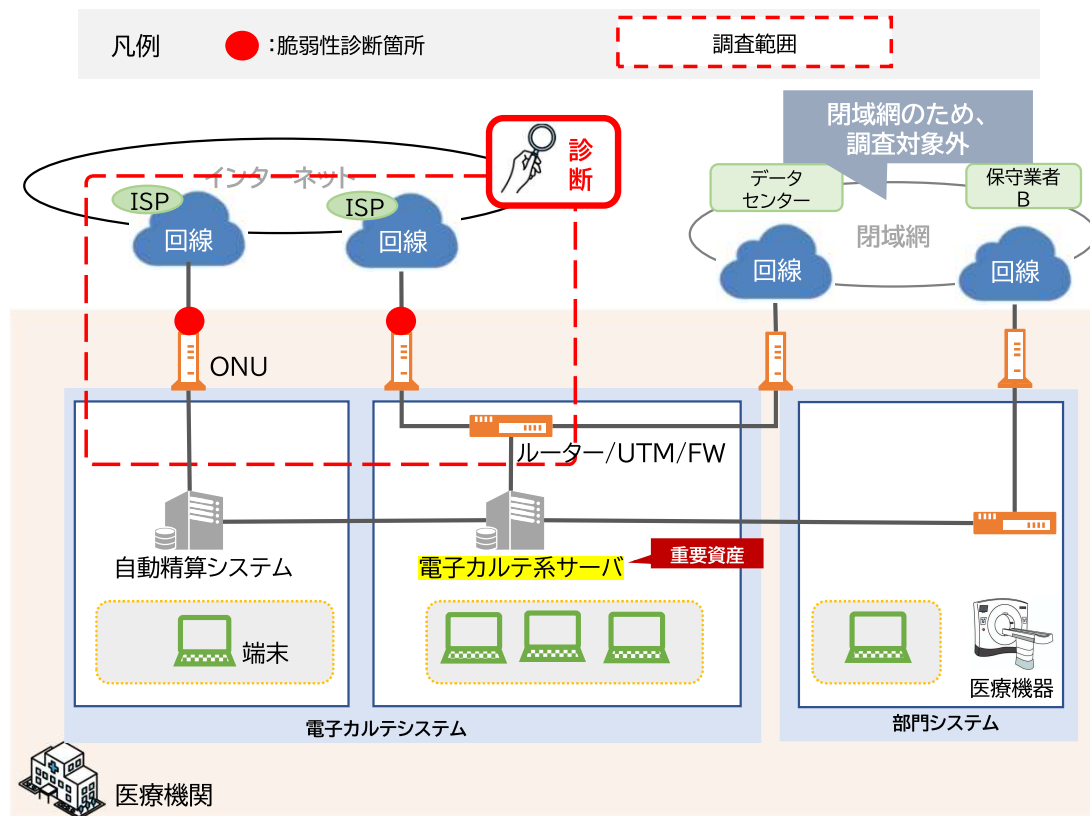 凡例
:脆弱性診断箇所
調査範囲
閉域網のため、
調査対象外
診
断
インターネット
ISP
ISP
データ
センター
保守業者
B
回線
回線
閉域網
回線
回線
ONU
ルーター/UTM/FW
自動精算システム
電子カルテ系サーバ
重要資産
端末
医療機器
電子カルテシステム
部門システム
医療機関